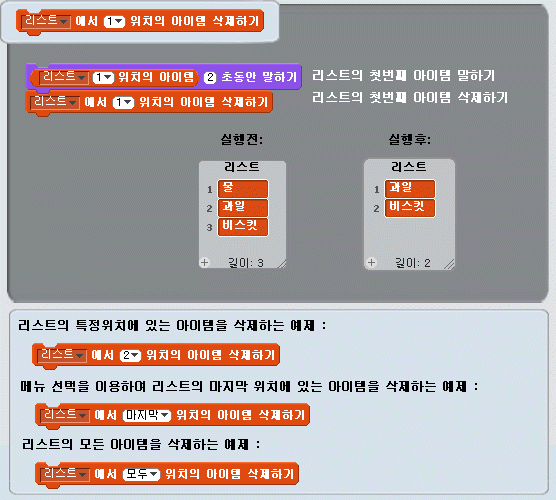 리스트 에서 1 위치의 아이템 삭제하기
리스트 1 위치의 아이템 2 초동안 말하기 리스트의 첫번째 아이템 말하기
리스트 에서 1 위치의 아이템 삭제하기 리스트의 첫번째 아이템 삭제하기
실행전: 실행후:
리스트 리스트
1 물 1 과일
2 과일 2 비스킷
3 비스킷
+ 길이: 3 + 길이: 2
리스트의 특정위치에 있는 아이템을 삭제하는 예제 :
리스트 에서 2 위치의 아이템 삭제하기
메뉴 선택을 이용하여 리스트의 마지막 위치에 있는 아이템을 삭제하는 예제 :
리스트 에서 마지막 위치의 아이템 삭제하기
리스트의 모든 아이템을 삭제하는 예제 :
리스트 에서 모두 위치의 아이템 삭제하기